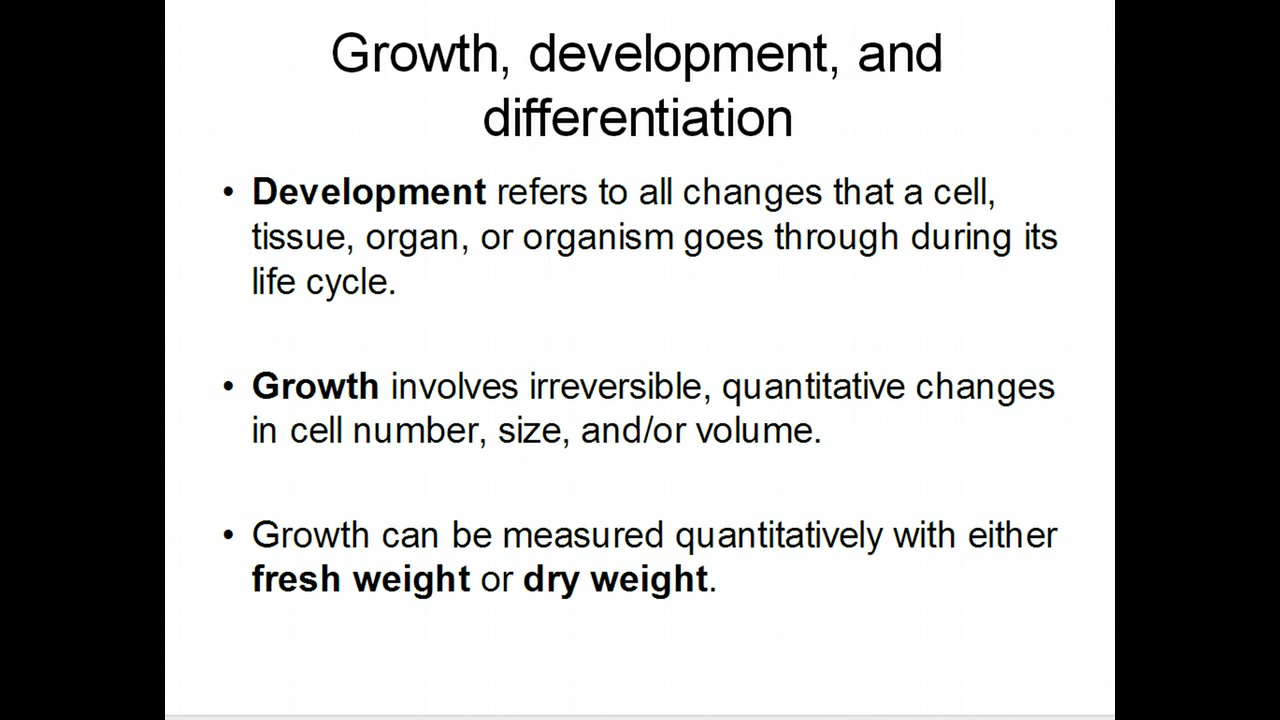 Growth, development, and
differentiation
• Development refers to all changes that a cell,
tissue, organ, or organism goes through during its
life cycle.
• Growth involves irreversible, quantitative changes
in cell number, size, and/or volume.
• Growth can be measured quantitatively with either
fresh weight or dry weight.